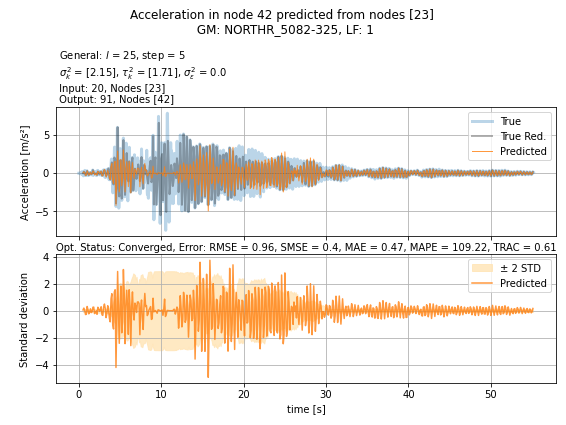 Acceleration in node 42 predicted from nodes [23]
GM: NORTHR_5082-325, LF: 1
General: l = 25, step = 5
σ²ₖ = [2.15], τ²ₖ = [1.71], σ²ε = 0.0
Input: 20, Nodes [23]
Output: 91, Nodes [42]
Acceleration [m/s²]
5
0
−5
True
True Red.
Predicted
Opt. Status: Converged, Error: RMSE = 0.96, SMSE = 0.4, MAE = 0.47, MAPE = 109.22, TRAC = 0.61
Standard deviation
4
2
0
−2
−4
± 2 STD
Predicted
0 10 20 30 40 50
time [s]